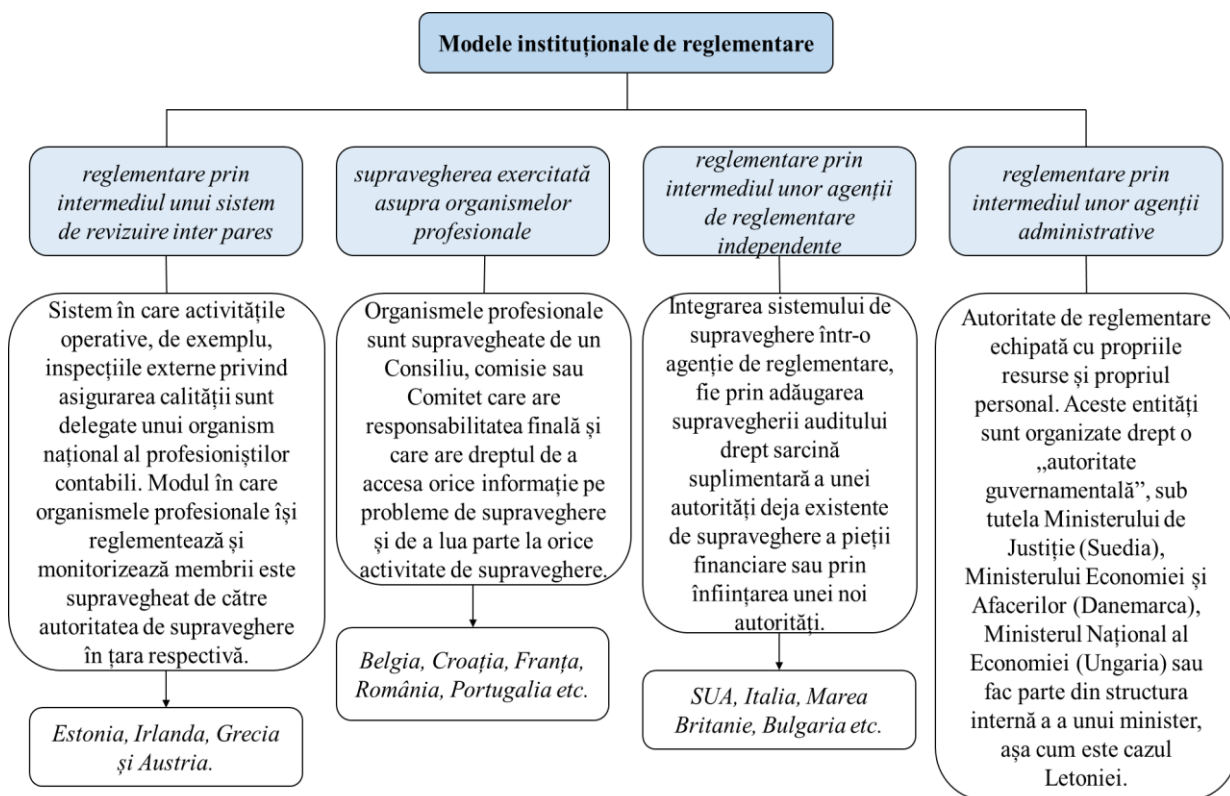 Modele instituționale de reglementare
reglementare prin
intermediul unui sistem
de revizuire inter pares
supravegherea exercitată
asupra organismelor
profesionale
reglementare prin
intermediul unor agenții
de reglementare
independente
reglementare prin
intermediul unor agenții
administrative
Sistem în care activitățile
operative, de exemplu,
inspecțiile externe privind
asigurarea calității sunt
delegate unui organism
național al profesioniștilor
contabili. Modul în care
organismele profesionale își
reglementează și
monitorizează membrii este
supravegheat de către
autoritatea de supraveghere
în țara respectivă.
Estonia, Irlanda, Grecia
și Austria.
Organismele profesionale
sunt supravegheate de un
Consiliu, comisie sau
Comitet care are
responsabilitatea finală și
care are dreptul de a
accesa orice informație pe
probleme de supraveghere
și de a lua parte la orice
activitate de supraveghere.
Belgia, Croația, Franța,
România, Portugalia etc.
Integrarea sistemului de
supraveghere într-o
agenție de reglementare,
fie prin adăugarea
supravegherii auditului
drept sarcină
suplimentară a unei
autorități deja existente
de supraveghere a pieții
financiare sau prin
înființarea unei noi
autorități.
SUA, Italia, Marea
Britanie, Bulgaria etc.
Autoritate de reglementare
echipată cu propriile
resurse și propriul
personal. Aceste entități
sunt organizate drept o
„autoritate
guvernamentală”, sub
tutela Ministerului de
Justiție (Suedia),
Ministerului Economiei și
Afacerilor (Danemarca),
Ministerul Național al
Economiei (Ungaria) sau
fac parte din structura
internă a a unui minister,
așa cum este cazul
Letoniei.